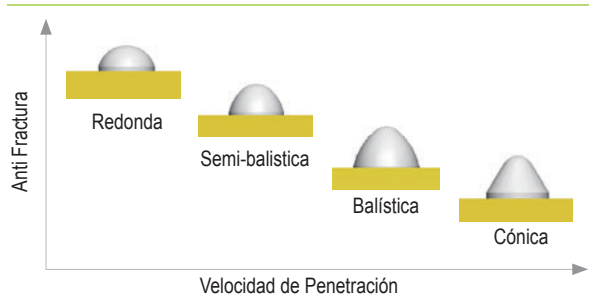 Anti Fractura
Redonda
Semi-balistica
Balística
Cónica
Velocidad de Penetración